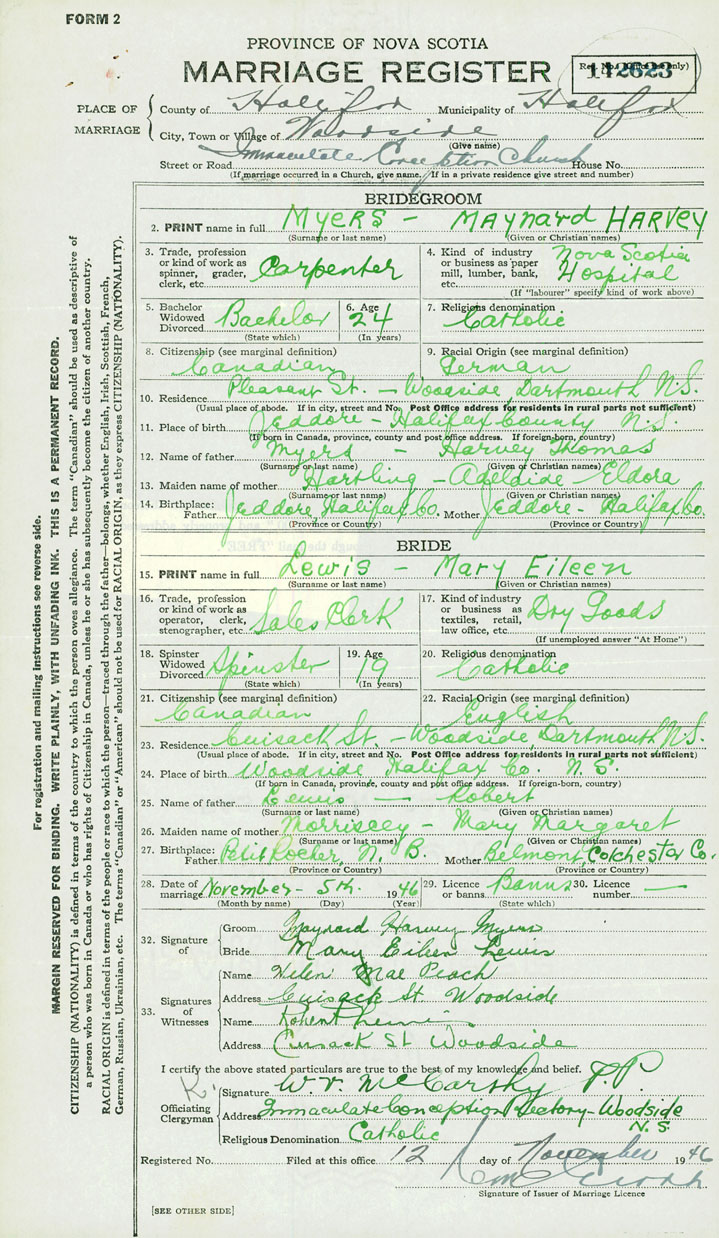 FORM 2
PROVINCE OF NOVA SCOTIA
MARRIAGE REGISTER
Reg. No. (Office use only)
142623
PLACE OF MARRIAGE
County of Halifax Municipality of Halifax
City, Town or Village of Woodside
(Give name)
Street or Road Immaculate Conception Church House No.
(If marriage occurred in a Church, give name. If in a private residence give street and number)
BRIDEGROOM
2. PRINT name in full MYERS - MAYNARD HARVEY
(Surname or last name) (Given or Christian names)
3. Trade, profession or kind of work as spinner, grader, clerk, etc. Carpenter
4. Kind of industry or business as paper mill, lumber, bank, etc. Nova Scotia Hospital
(If "labourer" specify kind of work above)
5. Bachelor Widowed Divorced Bachelor
(State which)
6. Age 24
(In years)
7. Religious denomination Catholic
8. Citizenship (see marginal definition) Canadian
9. Racial Origin (see marginal definition) German
10. Residence Pleasant St. - Woodside, Dartmouth N.S.
(Usual place of abode. If in city, street and No. Post Office address for residents in rural parts not sufficient)
11. Place of birth Jeddore - Halifax County N.S.
(If born in Canada, province, county and post office address. If foreign-born, country)
12. Name of father Myers - Harvey Thomas
(Surname or last name) (Given or Christian names)
13. Maiden name of mother Hartling - Adelaide Eldora
(Surname or last name) (Given or Christian names)
14. Birthplace: Father Jeddore, Halifax Co. Mother Jeddore - Halifax Co.
(Province or Country) (Province or Country)
BRIDE
15. PRINT name in full Lewis - Mary Eileen
(Surname or last name) (Given or Christian names)
16. Trade, profession or kind of work as operator, clerk, stenographer, etc. Sales Clerk
17. Kind of industry or business as textiles, retail, law office, etc. Dry Goods
(If unemployed answer "At Home")
18. Spinster Widowed Divorced Spinster
(State which)
19. Age 19
(In years)
20. Religious denomination Catholic
21. Citizenship (see marginal definition) Canadian
22. Racial Origin (see marginal definition) English
23. Residence Cuisack St. - Woodside, Dartmouth N.S.
(Usual place of abode. If in city, street and No. Post Office address for residents in rural parts not sufficient)
24. Place of birth Woodside, Halifax Co. N.S.
(If born in Canada, province, county and post office address. If foreign-born, country)
25. Name of father Lewis - Robert
(Surname or last name) (Given or Christian names)
26. Maiden name of mother Morriscey - Mary Margaret
(Surname or last name) (Given or Christian names)
27. Birthplace: Father Petit Rocher, N. B. Mother Belmont, Colchester Co.
(Province or Country) (Province or Country)
28. Date of marriage November - 5th. 1946
(Month by name) (Day) (Year)
29. Licence or banns Banns
(State which)
30. Licence number —
32. Signature of
Groom Maynard Harvey Myers
Bride Mary Eileen Lewis
33. Signatures of Witnesses
Name Helen Mae Peach
Address Cuisack St. Woodside
Name Robert Lewis
Address Cusack St Woodside
I certify the above stated particulars are true to the best of my knowledge and belief.
Officiating Clergyman
Signature W. V. McCarthy P.P.
Address Immaculate Conception Rectory - Woodside N.S.
Religious Denomination Catholic
Registered No. Filed at this office 12 day of November 1946
Signature of Issuer of Marriage Licence
[SEE OTHER SIDE]
For registration and mailing instructions see reverse side.
MARGIN RESERVED FOR BINDING. WRITE PLAINLY, WITH UNFADING INK. THIS IS A PERMANENT RECORD.
CITIZENSHIP (NATIONALITY) is defined in terms of the country to which the person owes allegiance. The term "Canadian" should be used as descriptive of
a person who was born in Canada or who has rights of Citizenship in Canada, unless he or she has subsequently become the citizen of another country.
RACIAL ORIGIN is defined in terms of the people or race to which the person—traced through the father—belongs, whether English, Irish, Scottish, French,
German, Russian, Ukrainian, etc. The terms "Canadian" or "American" should not be used for RACIAL ORIGIN, as they express CITIZENSHIP (NATIONALITY).